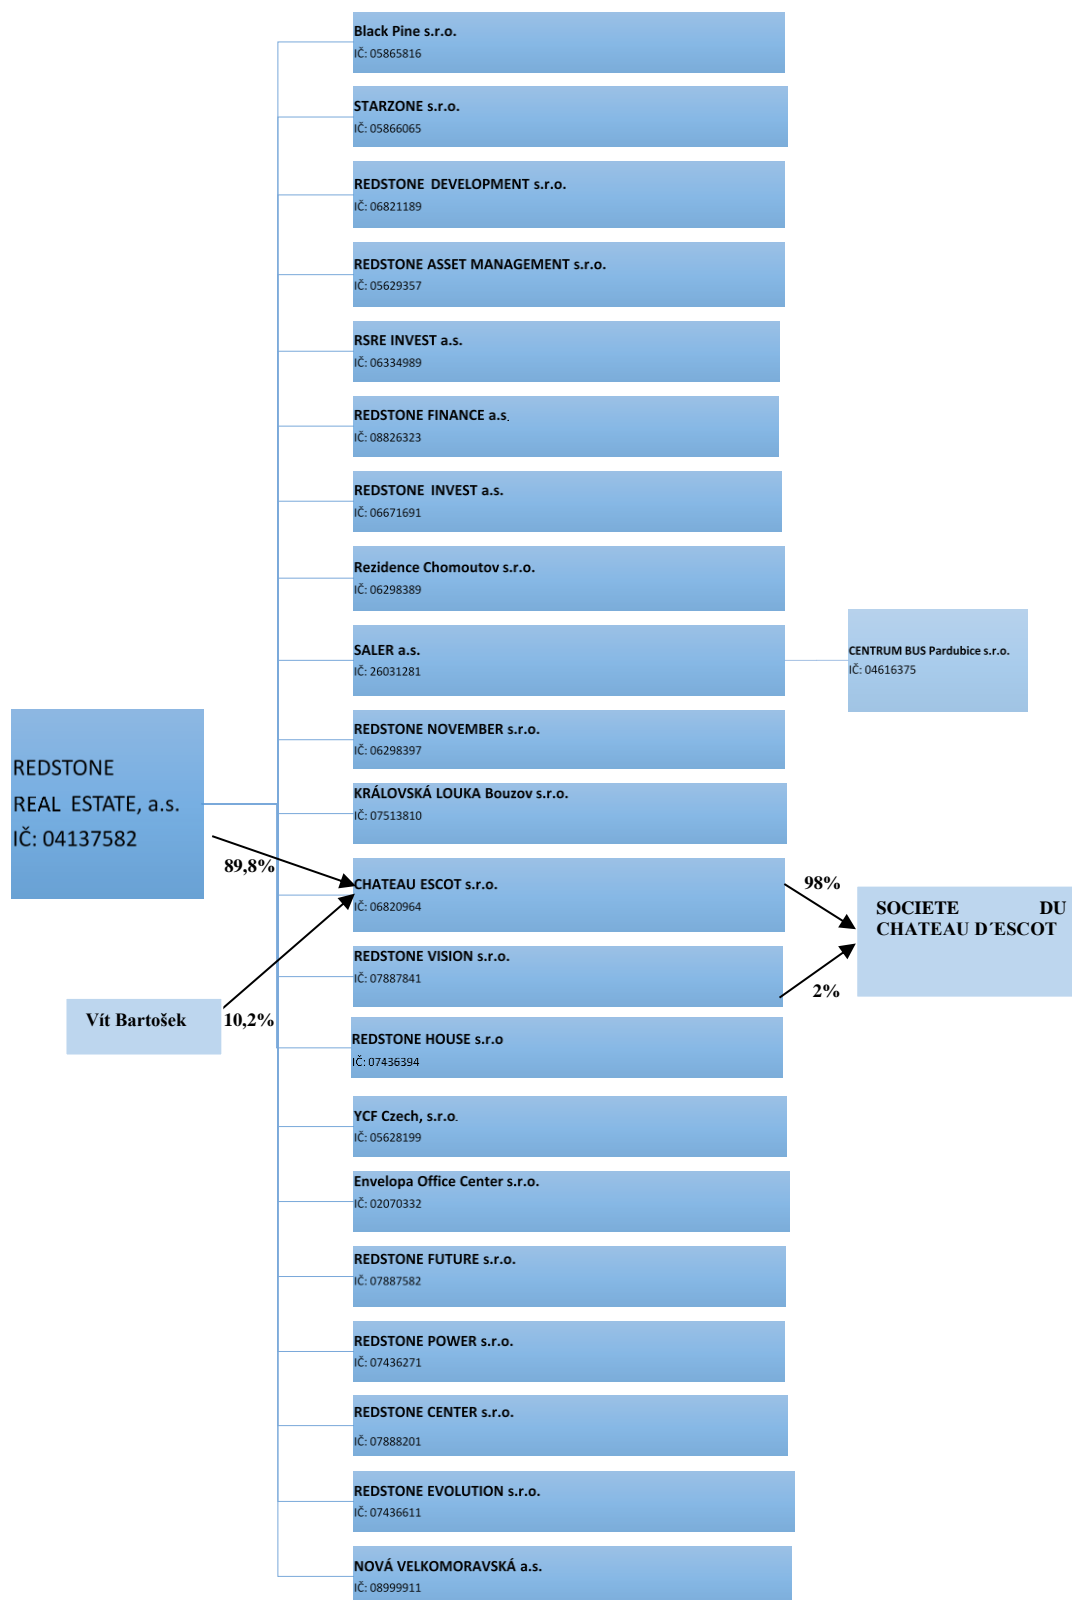 Black Pine s.r.o.
IČ: 05865816
STARZONE s.r.o.
IČ: 05866065
REDSTONE DEVELOPMENT s.r.o.
IČ: 06821189
REDSTONE ASSET MANAGEMENT s.r.o.
IČ: 05629357
RSRE INVEST a.s.
IČ: 06334989
REDSTONE FINANCE a.s.
IČ: 08826323
REDSTONE INVEST a.s.
IČ: 06671691
Rezidence Chomoutov s.r.o.
IČ: 06298389
SALER a.s.
IČ: 26031281
CENTRUM BUS Pardubice s.r.o.
IČ: 04616375
REDSTONE NOVEMBER s.r.o.
IČ: 06298397
REDSTONE
REAL ESTATE, a.s.
IČ: 04137582
KRÁLOVSKÁ LOUKA Bouzov s.r.o.
IČ: 07513810
89,8%
CHATEAU ESCOT s.r.o.
IČ: 06820964
98%
SOCIETE DU
CHATEAU D´ESCOT
REDSTONE VISION s.r.o.
IČ: 07887841
2%
Vít Bartošek
10,2%
REDSTONE HOUSE s.r.o
IČ: 07436394
YCF Czech, s.r.o.
IČ: 05628199
Envelopa Office Center s.r.o.
IČ: 02070332
REDSTONE FUTURE s.r.o.
IČ: 07887582
REDSTONE POWER s.r.o.
IČ: 07436271
REDSTONE CENTER s.r.o.
IČ: 07888201
REDSTONE EVOLUTION s.r.o.
IČ: 07436611
NOVÁ VELKOMORAVSKÁ a.s.
IČ: 08999911